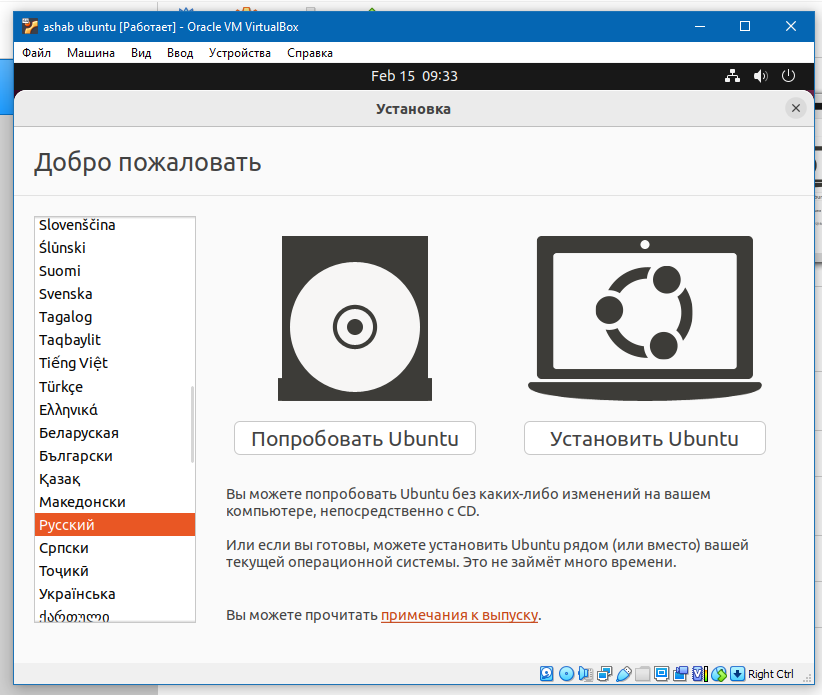 ashab ubuntu [Работает] - Oracle VM VirtualBox
Файл Машина Вид Ввод Устройства Справка
Feb 15 09:33
Установка
Добро пожаловать
Slovenščina
Ślůnski
Suomi
Svenska
Tagalog
Taqbaylit
Tiếng Việt
Türkçe
Ελληνικά
Беларуская
Български
Қазақ
Македонски
Русский
Српски
Тоҷикӣ
Українська
ქართული
Попробовать Ubuntu
Установить Ubuntu
Вы можете попробовать Ubuntu без каких-либо изменений на вашем
компьютере, непосредственно с CD.
Или если вы готовы, можете установить Ubuntu рядом (или вместо) вашей
текущей операционной системы. Это не займёт много времени.
Вы можете прочитать примечания к выпуску.
Right Ctrl